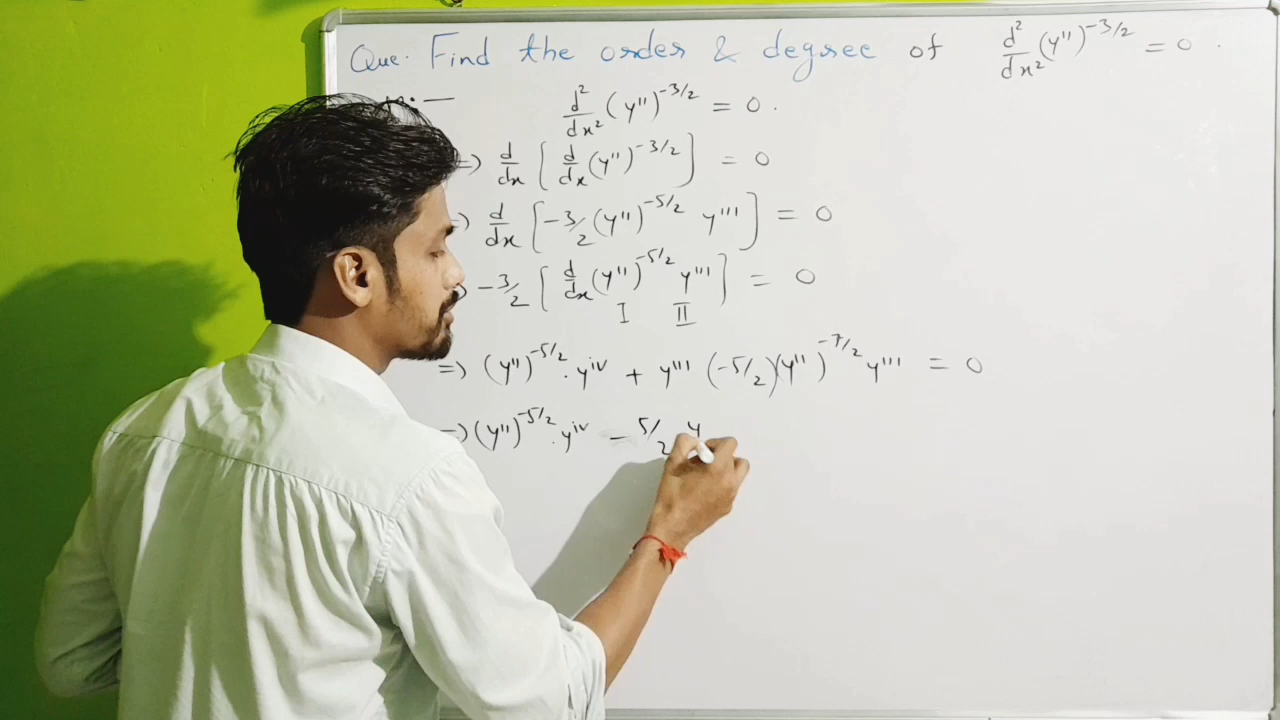 Que. Find the order & degree of d²/dx² (y'')^-3/2 = 0.
— d²/dx² (y'')^-3/2 = 0.
=) d/dx [d/dx (y'')^-3/2] = 0
=) d/dx [-3/2 (y'')^-5/2 y'''] = 0
-3/2 [d/dx (y'')^-5/2 y'''] = 0
I II
=) (y'')^-5/2 . y^iv + y''' (-5/2)(y'')^-7/2 y''' = 0
=) (y'')^-5/2 . y^iv - 5/2 y